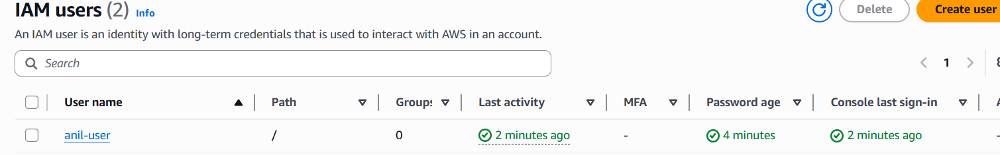 IAM users (2) Info
Delete
Create user
An IAM user is an identity with long-term credentials that is used to interact with AWS in an account.
Search
1
User name Path Groups Last activity MFA Password age Console last sign-in
anil-user / 0 2 minutes ago - 4 minutes 2 minutes ago